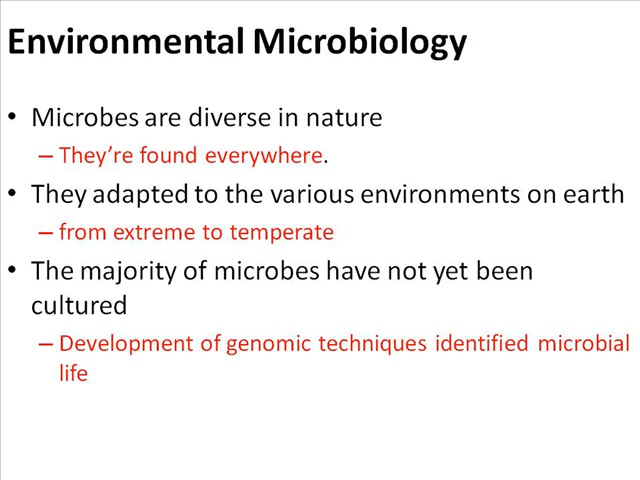 Environmental Microbiology
• Microbes are diverse in nature
– They’re found everywhere.
• They adapted to the various environments on earth
– from extreme to temperate
• The majority of microbes have not yet been
cultured
– Development of genomic techniques identified microbial
life